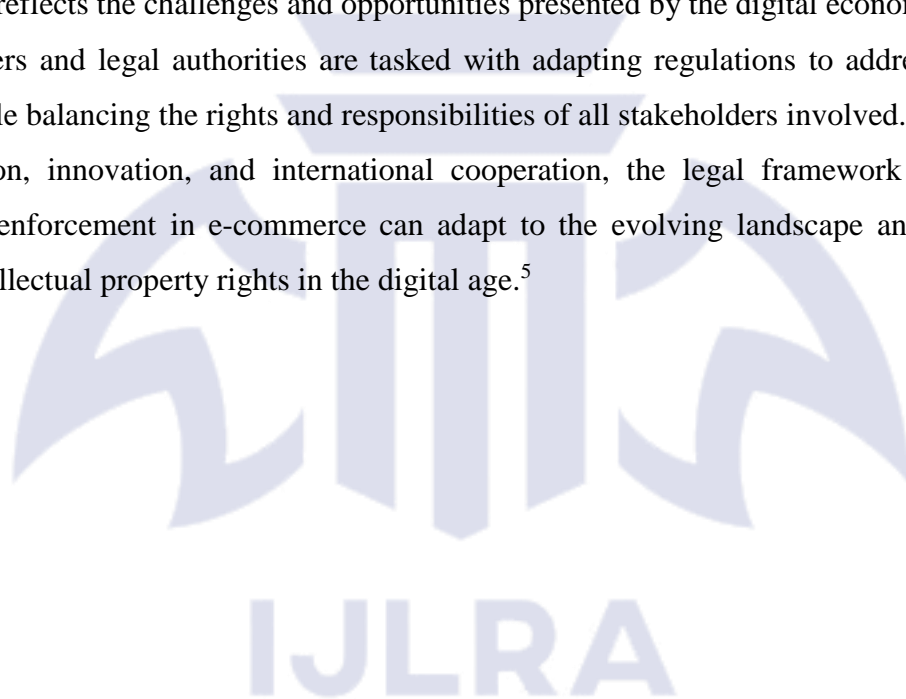 reflects the challenges and opportunities presented by the digital econom
ers and legal authorities are tasked with adapting regulations to addre
le balancing the rights and responsibilities of all stakeholders involved.
on, innovation, and international cooperation, the legal framework
enforcement in e-commerce can adapt to the evolving landscape an
llectual property rights in the digital age.5
IJLRA